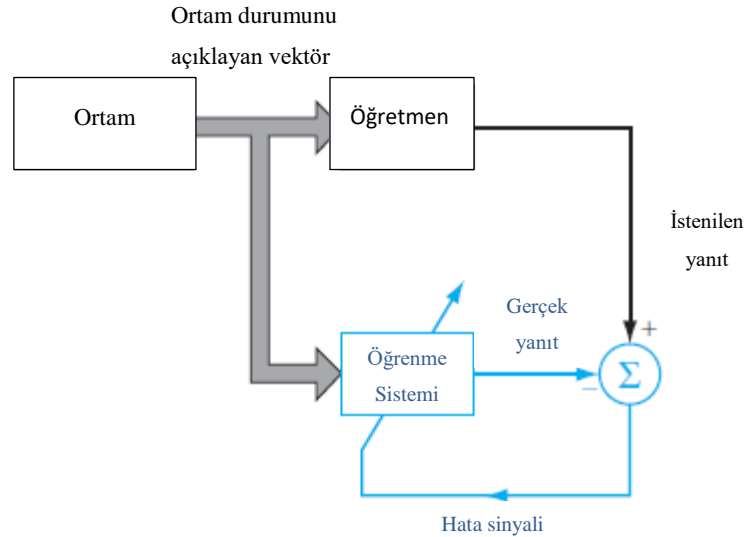 Ortam durumunu
açıklayan vektör
Ortam
Öğretmen
İstenilen
yanıt
Gerçek
yanıt
+
Öğrenme
Sistemi
−
Σ
Hata sinyali